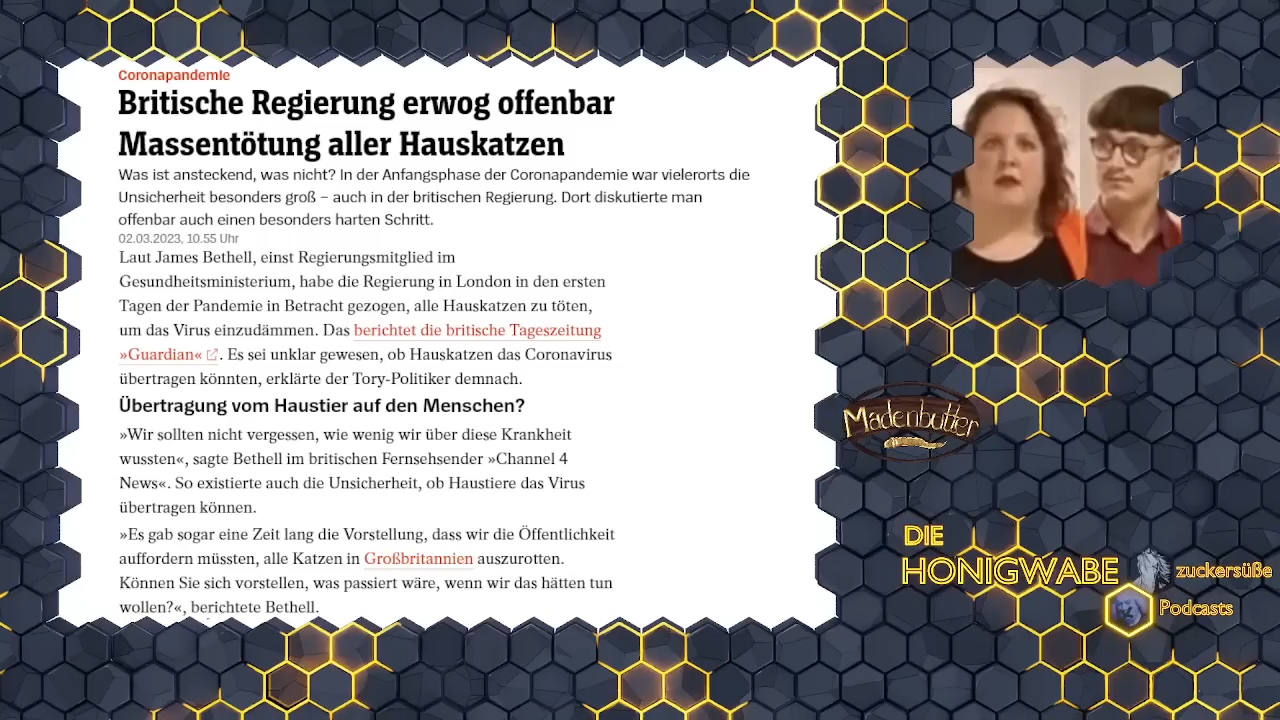 Coronapandemie
Britische Regierung erwog offenbar
Massentötung aller Hauskatzen
Was ist ansteckend, was nicht? In der Anfangsphase der Coronapandemie war vielerorts die
Unsicherheit besonders groß – auch in der britischen Regierung. Dort diskutierte man
offenbar auch einen besonders harten Schritt.
02.03.2023, 10.55 Uhr
Laut James Bethell, einst Regierungsmitglied im
Gesundheitsministerium, habe die Regierung in London in den ersten
Tagen der Pandemie in Betracht gezogen, alle Hauskatzen zu töten,
um das Virus einzudämmen. Das berichtet die britische Tageszeitung
»Guardian«. Es sei unklar gewesen, ob Hauskatzen das Coronavirus
übertragen könnten, erklärte der Tory-Politiker demnach.
Übertragung vom Haustier auf den Menschen?
»Wir sollten nicht vergessen, wie wenig wir über diese Krankheit
wussten«, sagte Bethell im britischen Fernsehsender »Channel 4
News«. So existierte auch die Unsicherheit, ob Haustiere das Virus
übertragen können.
»Es gab sogar eine Zeit lang die Vorstellung, dass wir die Öffentlichkeit
auffordern müssten, alle Katzen in Großbritannien auszurotten.
Können Sie sich vorstellen, was passiert wäre, wenn wir das hätten tun
wollen?«, berichtete Bethell.
Madenbutter
DIE
HONIGWABE
zuckersüße
Podcasts